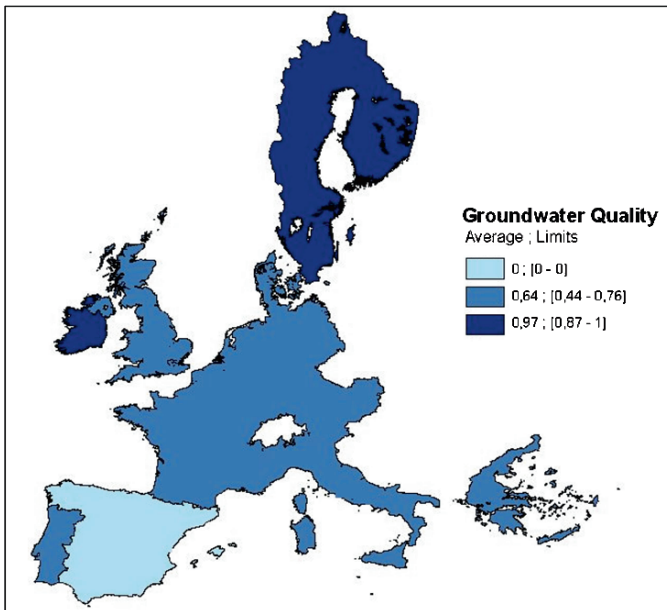 Groundwater Quality
Average ; Limits
0 ; [0 - 0]
0,64 ; [0,44 - 0,76]
0,97 ; [0,87 - 1]